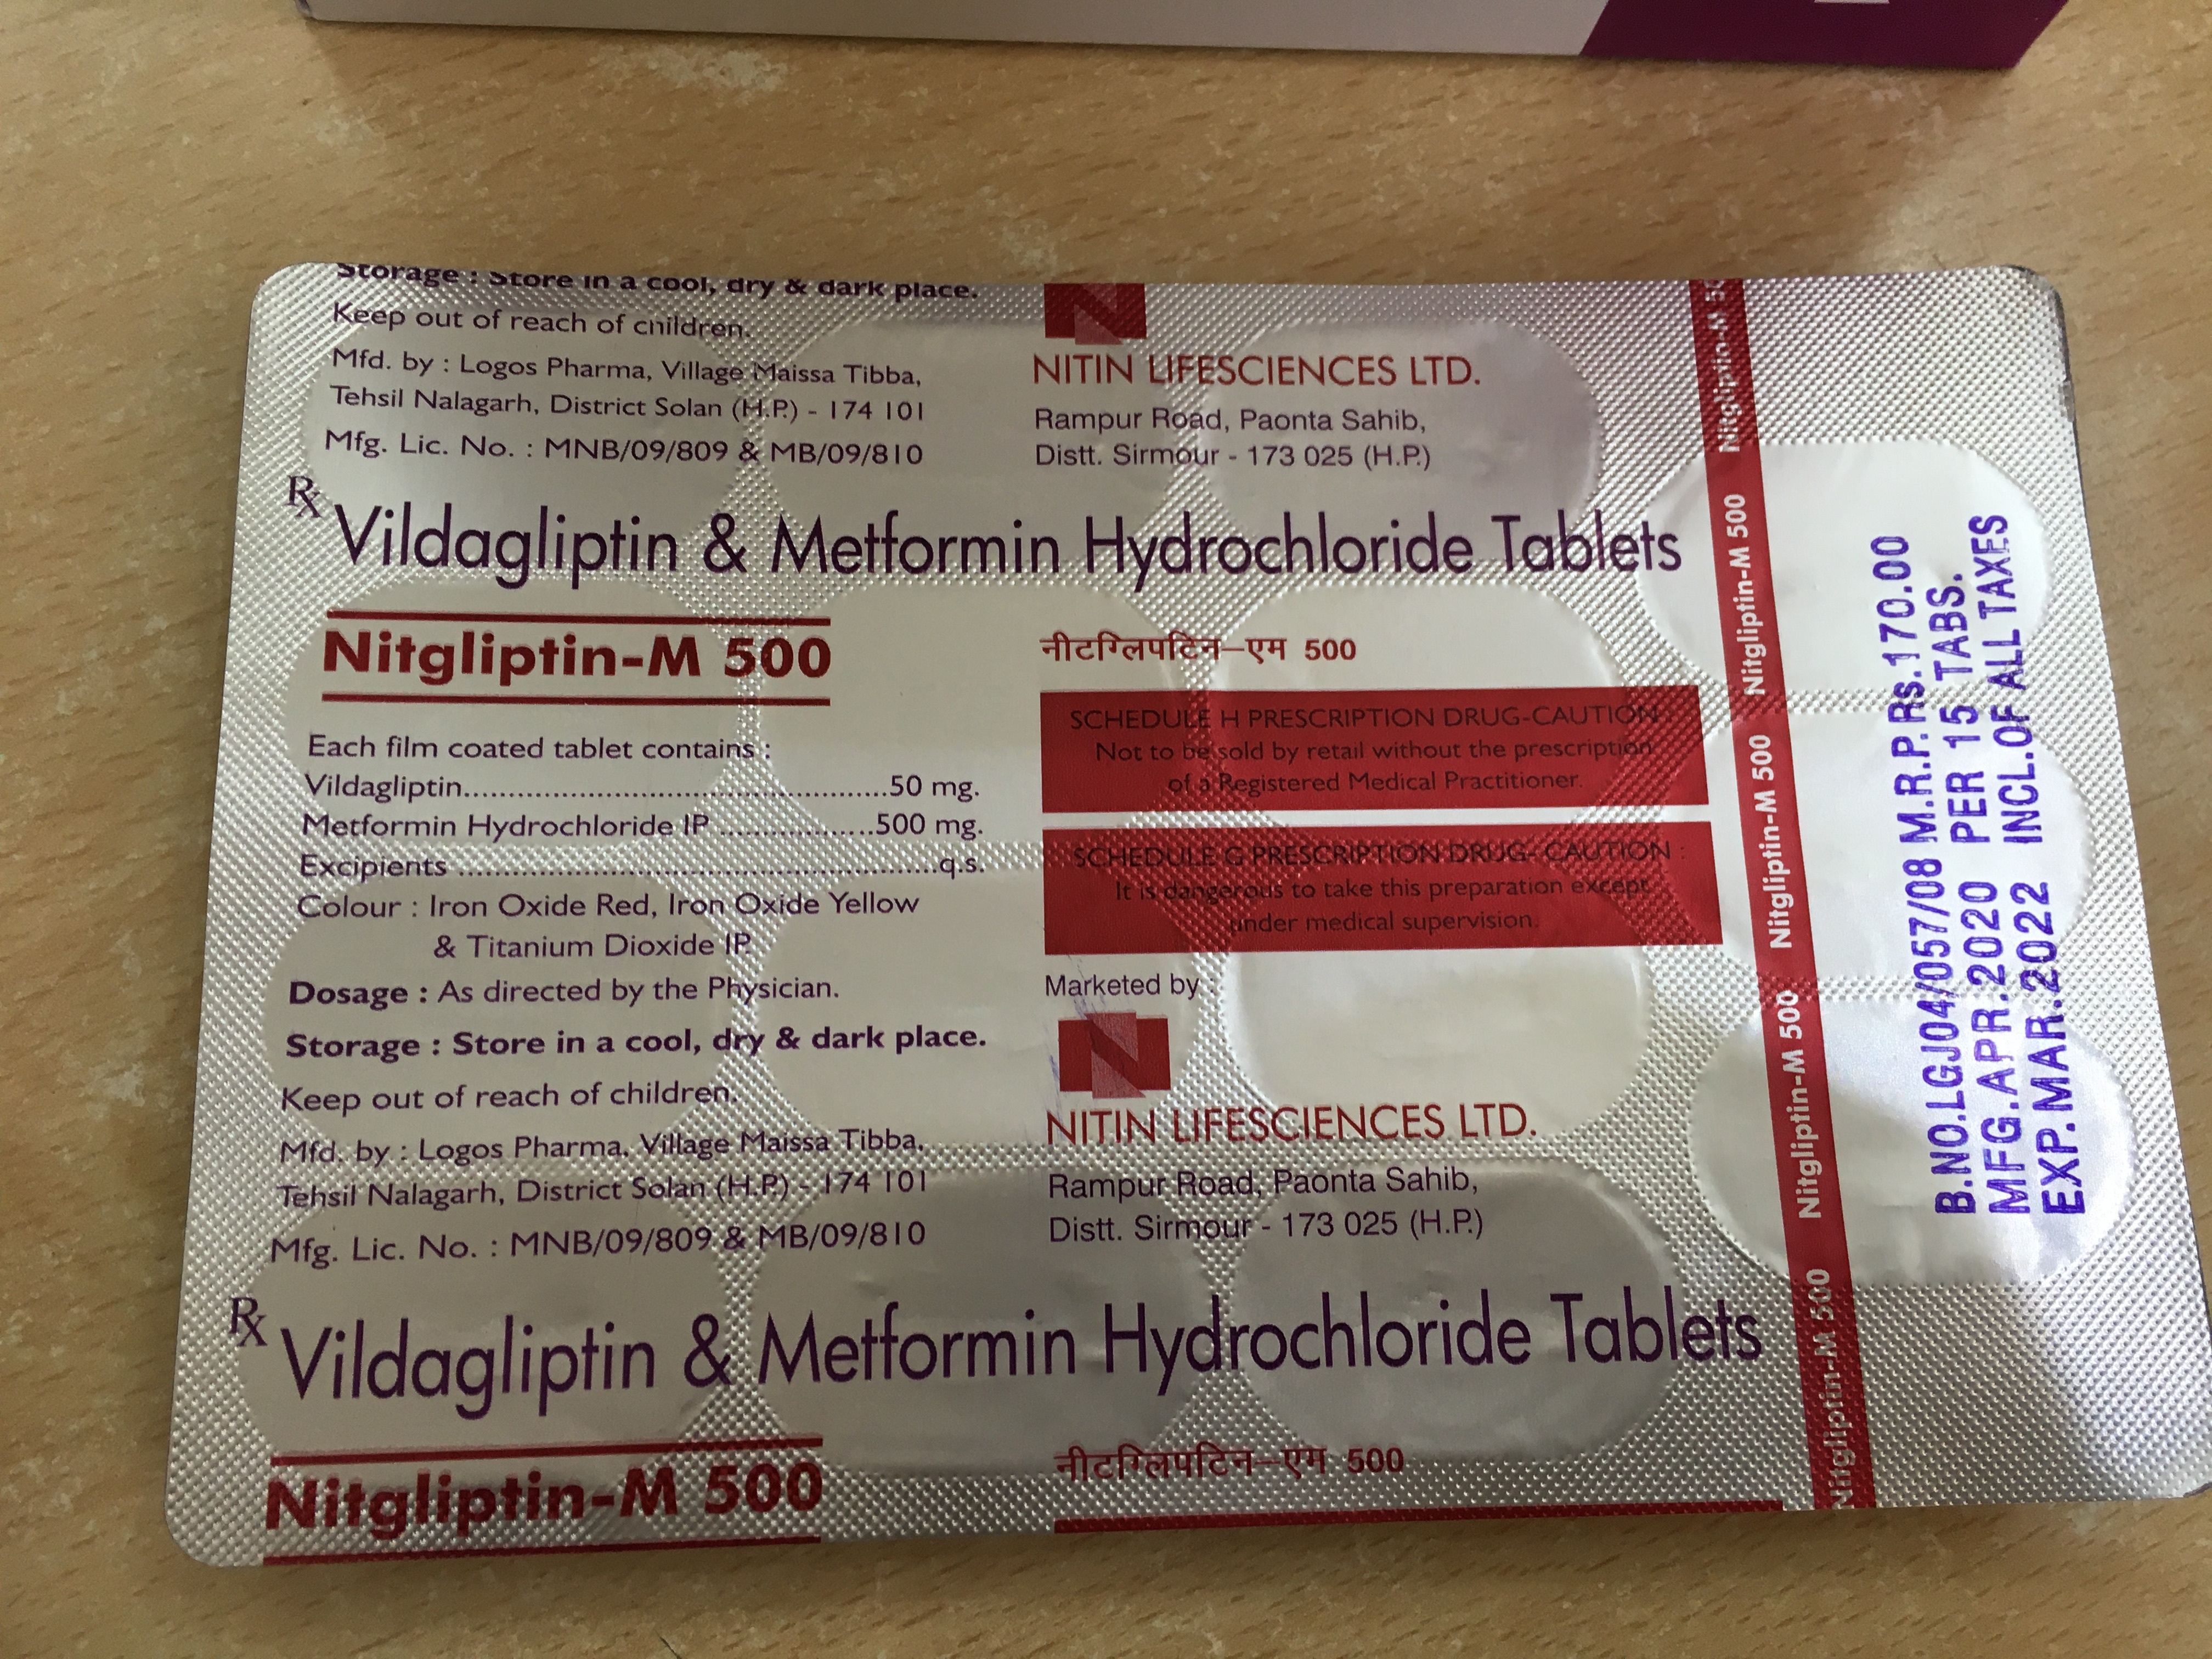 Storage : Store in a cool, dry & dark place.
Keep out of reach of children.
Mfd. by : Logos Pharma, Village Maissa Tibba,
Tehsil Nalagarh, District Solan (H.P.) - 174 101
Mfg. Lic. No. : MNB/09/809 & MB/09/810
NITIN LIFESCIENCES LTD.
Rampur Road, Paonta Sahib,
Distt. Sirmour - 173 025 (H.P.)
Rx Vildagliptin & Metformin Hydrochloride Tablets
Nitgliptin-M 500
नीटग्लिपटिन–एम 500
Each film coated tablet contains :
Vildagliptin..........................................................50 mg.
Metformin Hydrochloride IP ....................500 mg.
Excipients ..............................................................q.s.
Colour : Iron Oxide Red, Iron Oxide Yellow
& Titanium Dioxide IP.
Dosage : As directed by the Physician.
Storage : Store in a cool, dry & dark place.
Keep out of reach of children.
Mfd. by : Logos Pharma, Village Maissa Tibba,
Tehsil Nalagarh, District Solan (H.P.) - 174 101
Mfg. Lic. No. : MNB/09/809 & MB/09/810
SCHEDULE H PRESCRIPTION DRUG-CAUTION :
Not to be sold by retail without the prescription
of a Registered Medical Practitioner.
SCHEDULE G PRESCRIPTION DRUG- CAUTION :
It is dangerous to take this preparation except
under medical supervision.
Marketed by :
NITIN LIFESCIENCES LTD.
Rampur Road, Paonta Sahib,
Distt. Sirmour - 173 025 (H.P.)
Rx Vildagliptin & Metformin Hydrochloride Tablets
Nitgliptin-M 500
नीटग्लिपटिन–एम 500
Nitgliptin-M 500 Nitgliptin-M 500 Nitgliptin-M 500 Nitgliptin-M 500 Nitgliptin-M 50
B.NO.LGJ04/057/08 M.R.P.Rs.170.00
MFG.APR.2020 PER 15 TABS.
EXP.MAR.2022 INCL.OF ALL TAXES